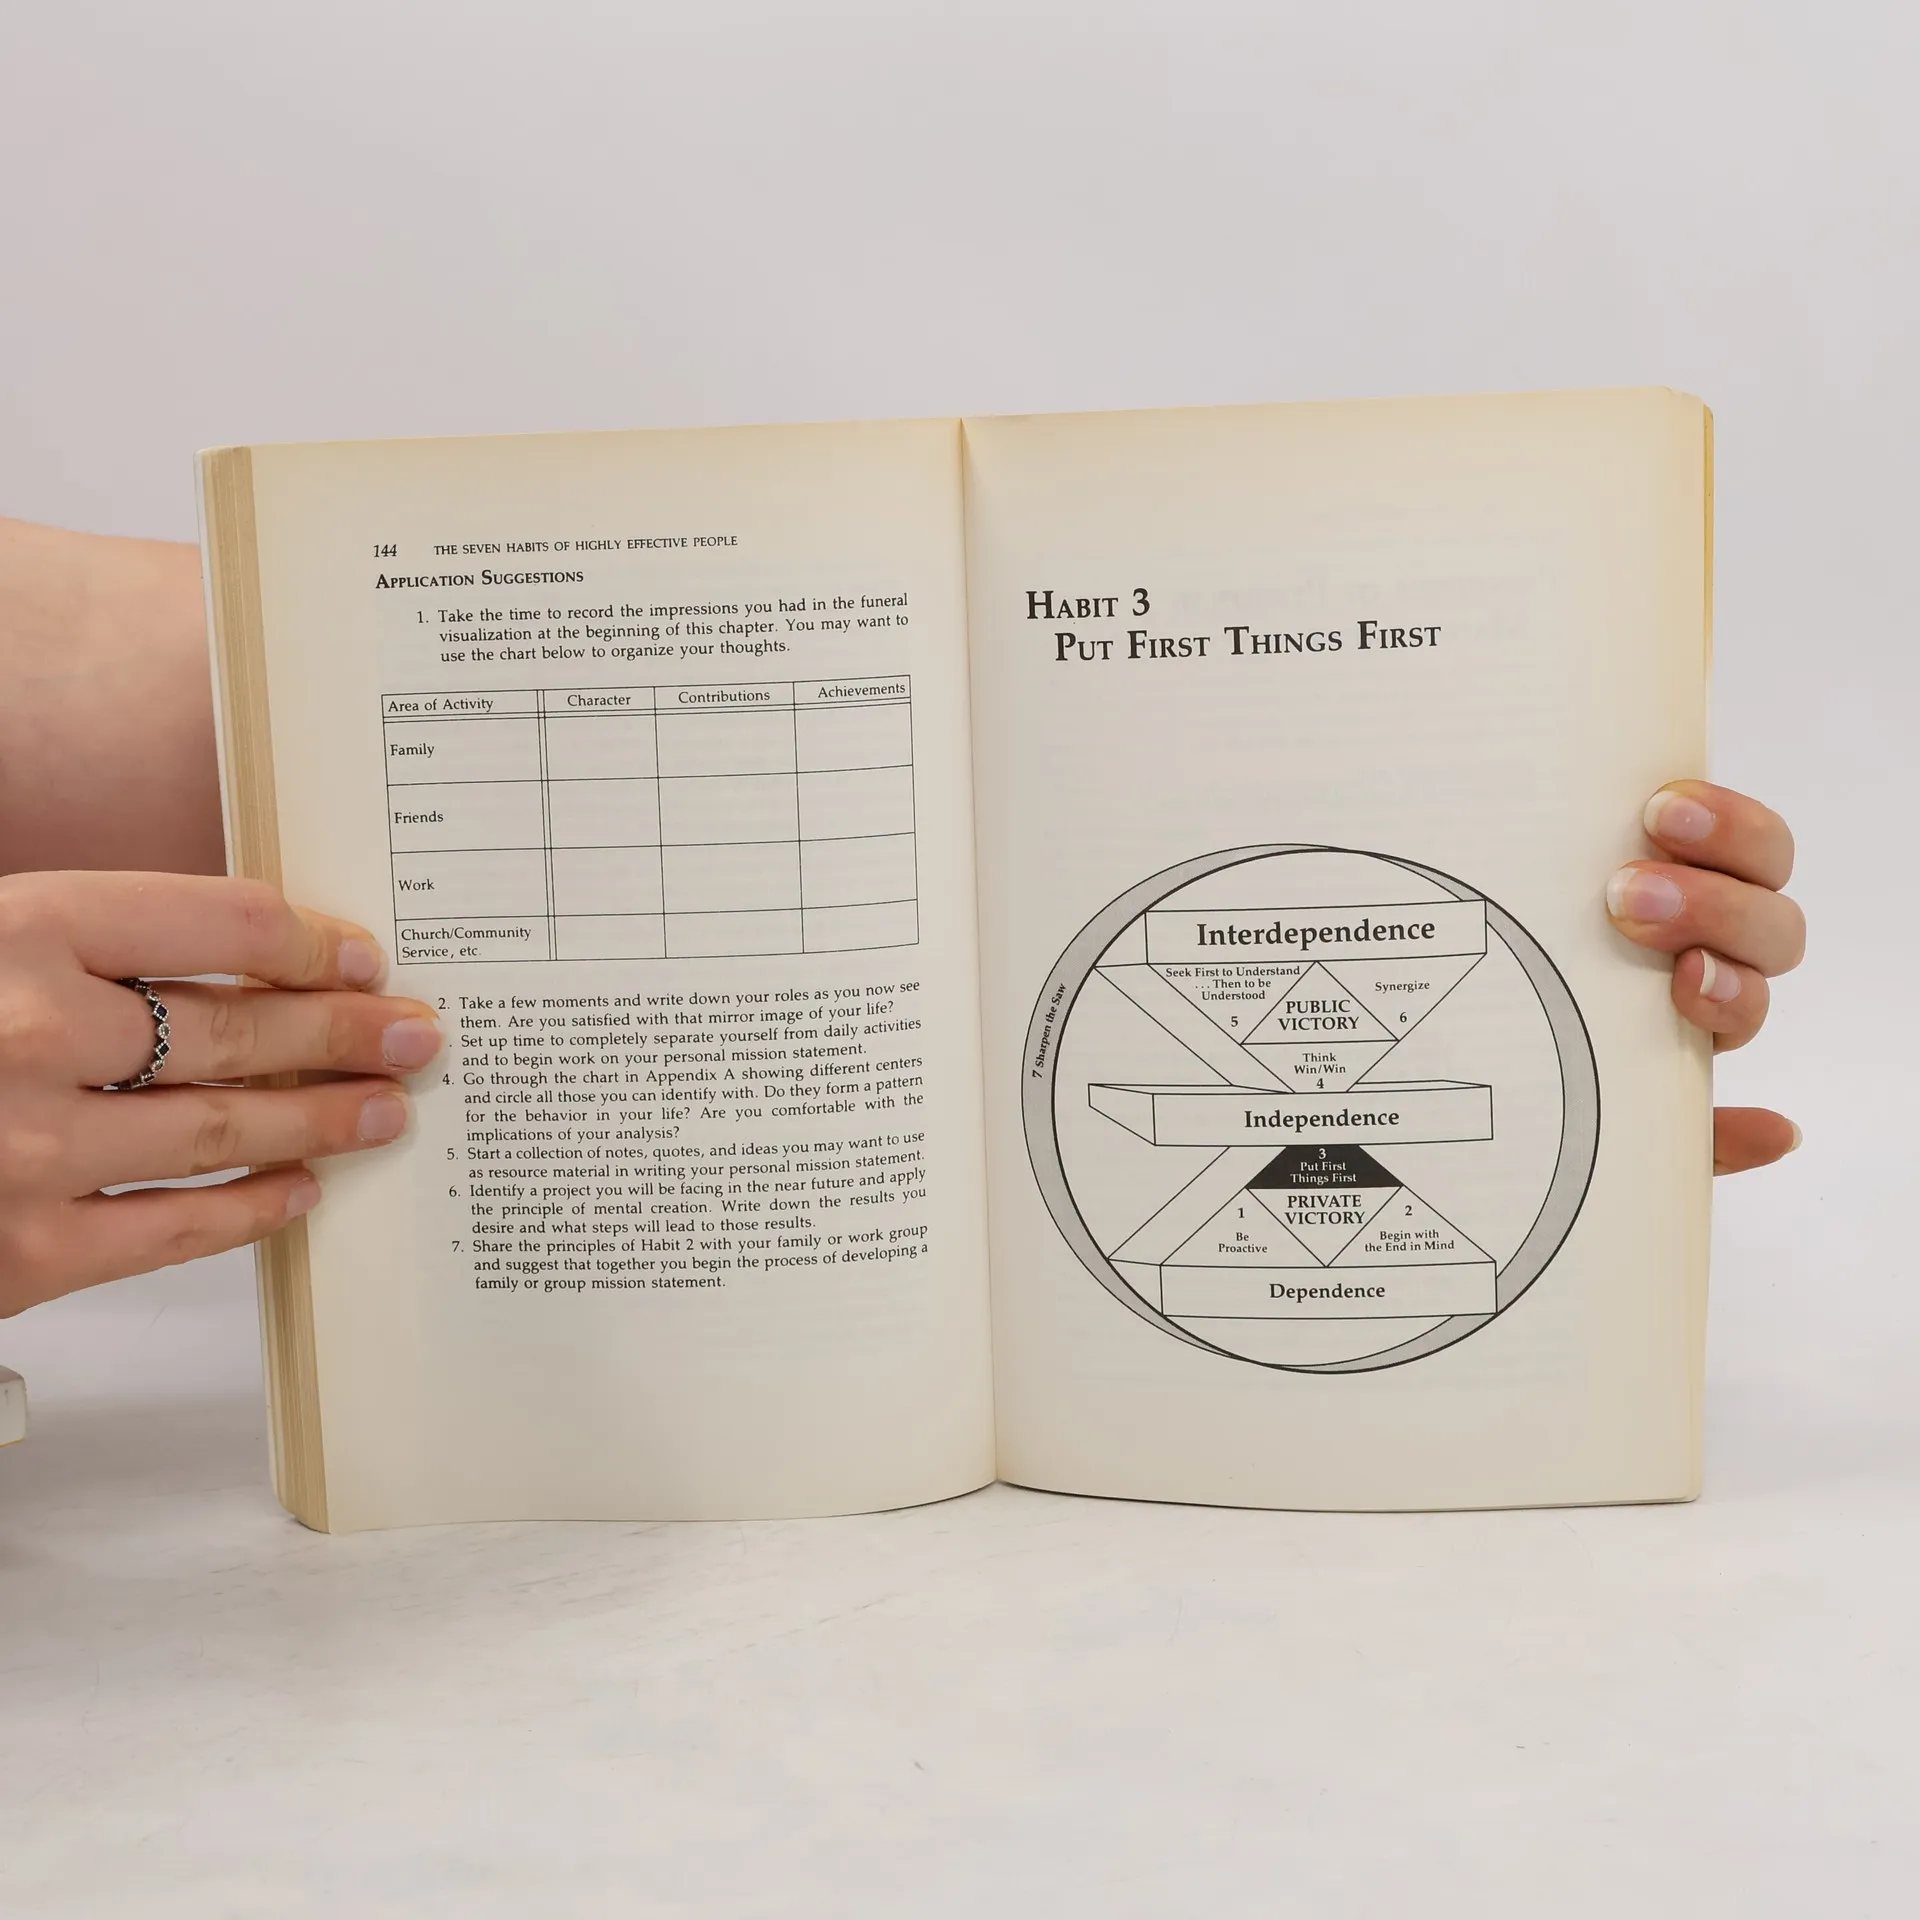 144 THE SEVEN HABITS OF HIGHLY EFFECTIVE PEOPLE
APPLICATION SUGGESTIONS
1. Take the time to record the impressions you had in the funeral
visualization at the beginning of this chapter. You may want to
use the chart below to organize your thoughts.
Area of Activity Character Contributions Achievements
Family
Friends
Work
Church/Community
Service, etc.
2. Take a few moments and write down your roles as you now see
them. Are you satisfied with that mirror image of your life?
. Set up time to completely separate yourself from daily activities
and to begin work on your personal mission statement.
4. Go through the chart in Appendix A showing different centers
and circle all those you can identify with. Do they form a pattern
for the behavior in your life? Are you comfortable with the
implications of your analysis?
5. Start a collection of notes, quotes, and ideas you may want to use
as resource material in writing your personal mission statement.
6. Identify a project you will be facing in the near future and apply
the principle of mental creation. Write down the results you
desire and what steps will lead to those results.
7. Share the principles of Habit 2 with your family or work group
and suggest that together you begin the process of developing a
family or group mission statement.
HABIT 3
PUT FIRST THINGS FIRST
7 Sharpen the Saw
Interdependence
Seek First to Understand
. . . Then to be
Understood
5
PUBLIC
VICTORY
Synergize
6
Think
Win/Win
4
Independence
3
Put First
Things First
PRIVATE
VICTORY
1
Be
Proactive
2
Begin with
the End in Mind
Dependence